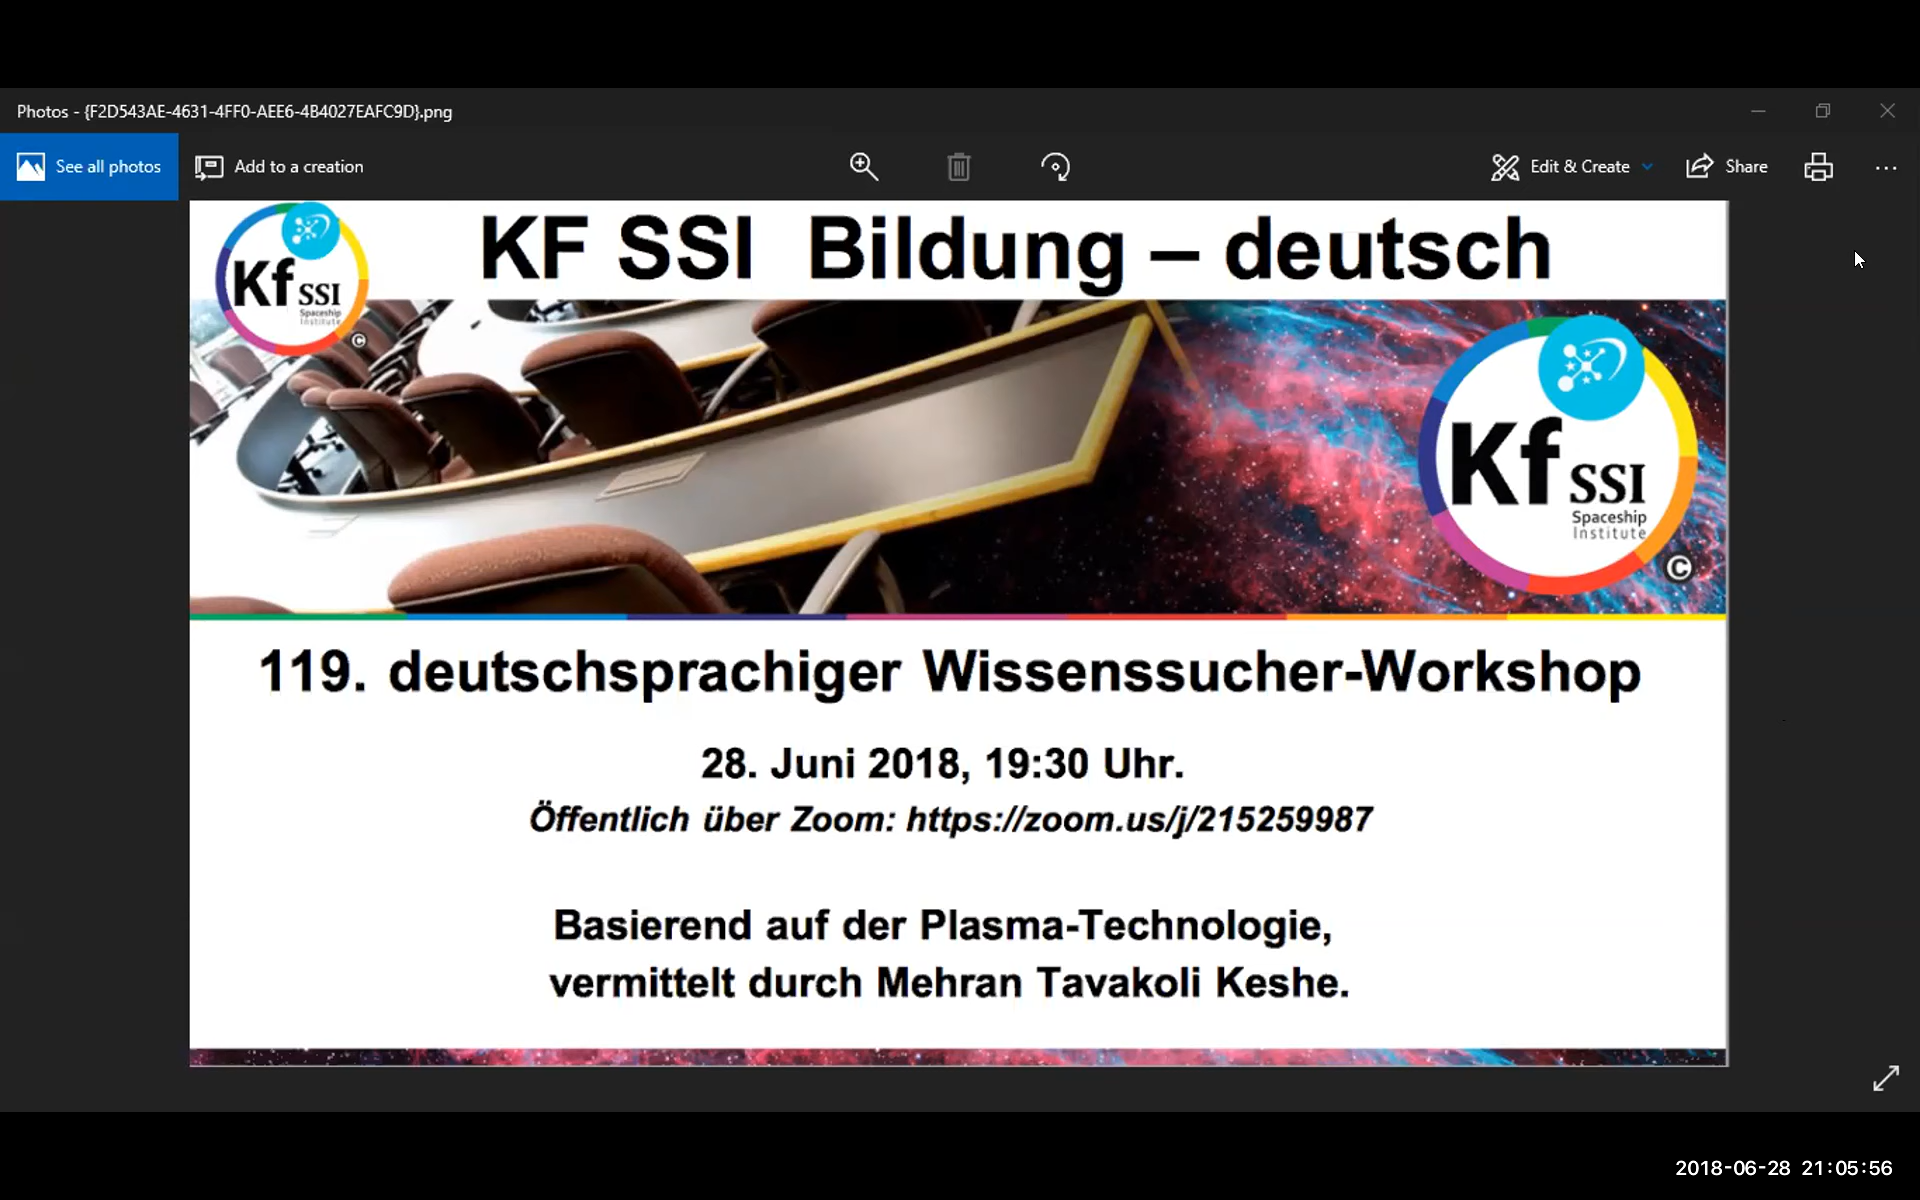 Photos - {F2D543AE-4631-4FF0-AEE6-4B4027EAFC9D}.png
See all photos
Add to a creation
Edit & Create
Share
Kf SSI
Spaceship
Institute
©
KF SSI Bildung – deutsch
Kf SSI
Spaceship
Institute
©
119. deutschsprachiger Wissenssucher-Workshop
28. Juni 2018, 19:30 Uhr.
Öffentlich über Zoom: https://zoom.us/j/215259987
Basierend auf der Plasma-Technologie,
vermittelt durch Mehran Tavakoli Keshe.
2018-06-28 21:05:56